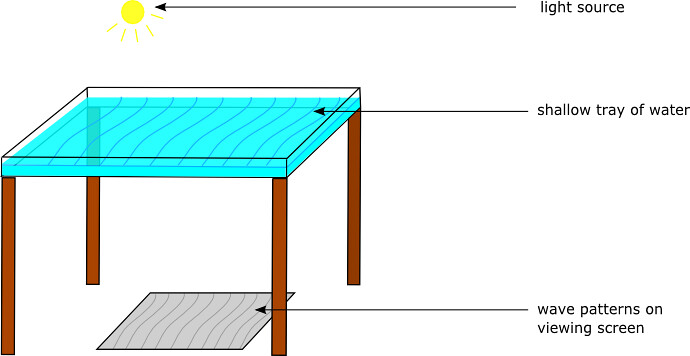 light source
shallow tray of water
wave patterns on
viewing screen